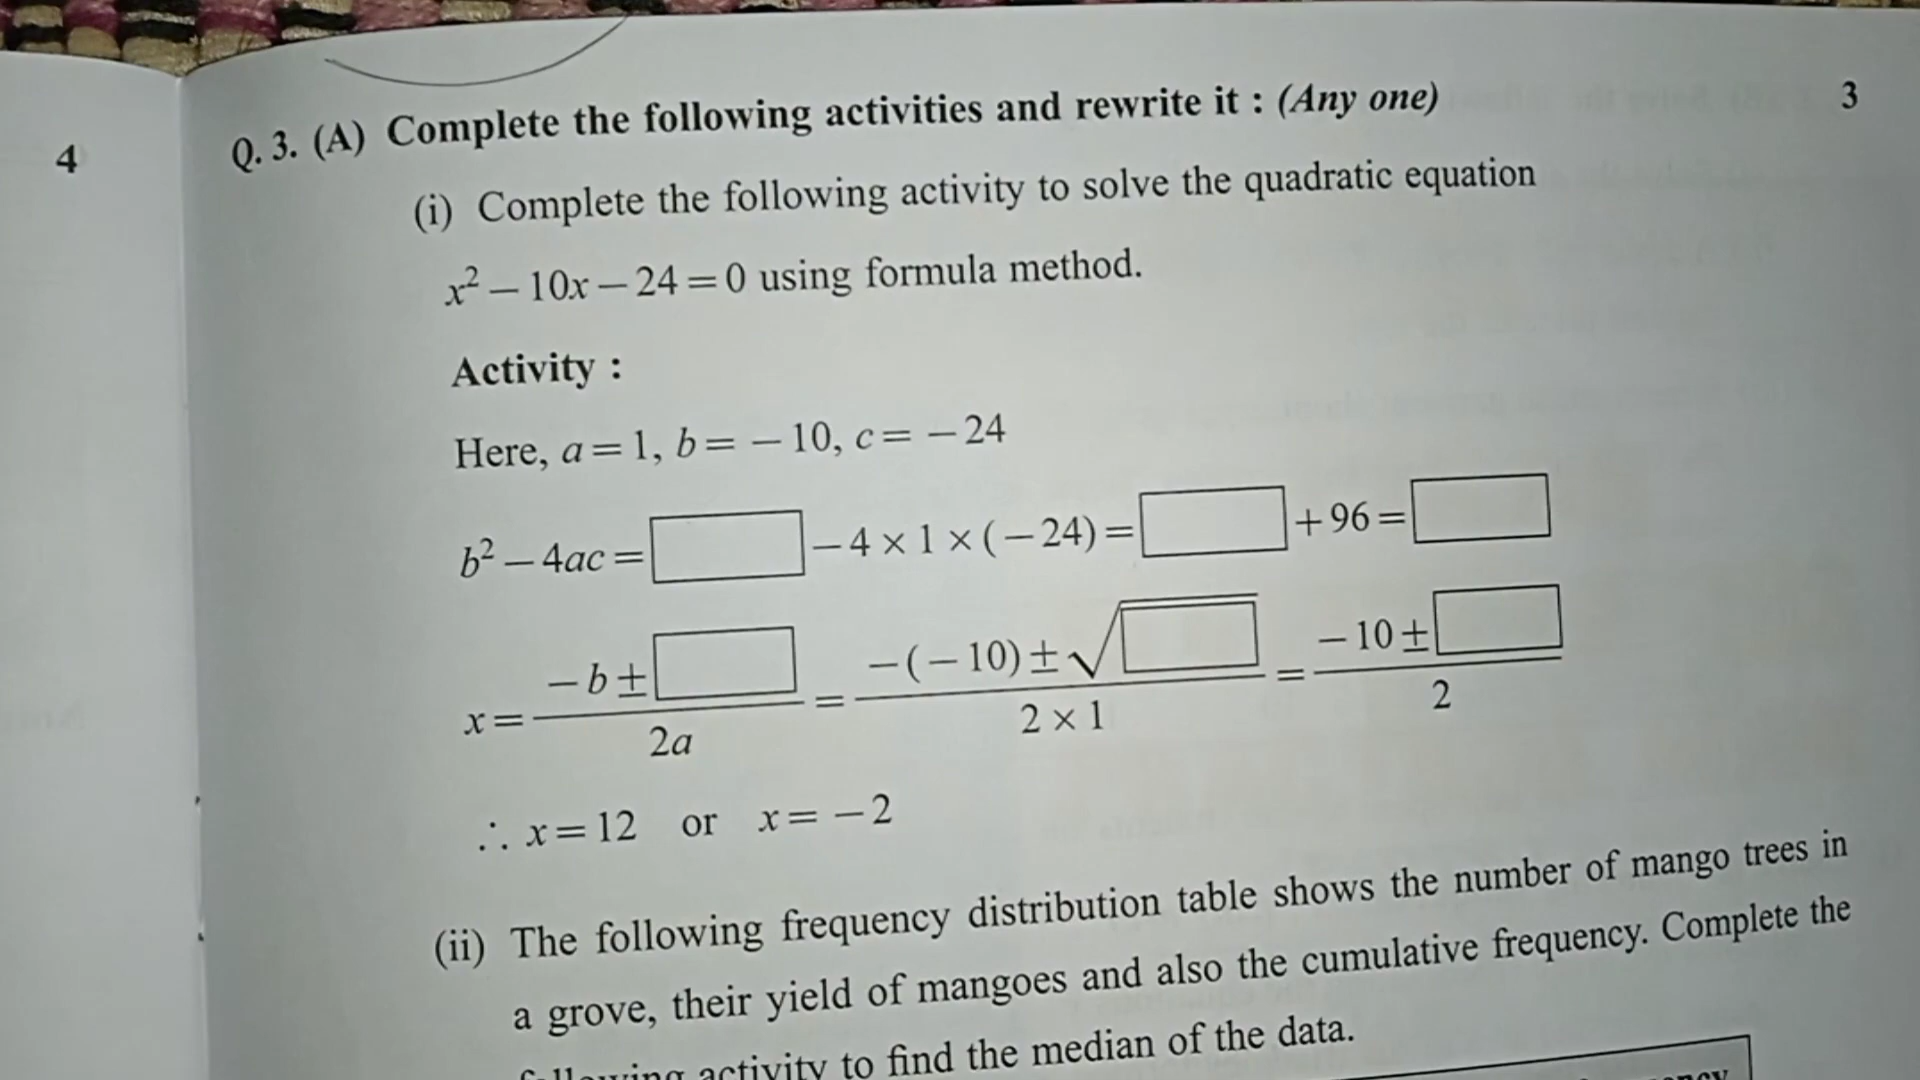 4
Q. 3. (A) Complete the following activities and rewrite it : (Any one) 3
(i) Complete the following activity to solve the quadratic equation
x² – 10x – 24 = 0 using formula method.
Activity :
Here, a = 1, b = – 10, c = – 24
b² – 4ac = □ – 4 × 1 × (– 24) = □ + 96 = □
x = (– b ± □)/2a = (– (– 10) ± √□)/(2 × 1) = (– 10 ± □)/2
∴ x = 12 or x = – 2
(ii) The following frequency distribution table shows the number of mango trees in
a grove, their yield of mangoes and also the cumulative frequency. Complete the
following activity to find the median of the data.